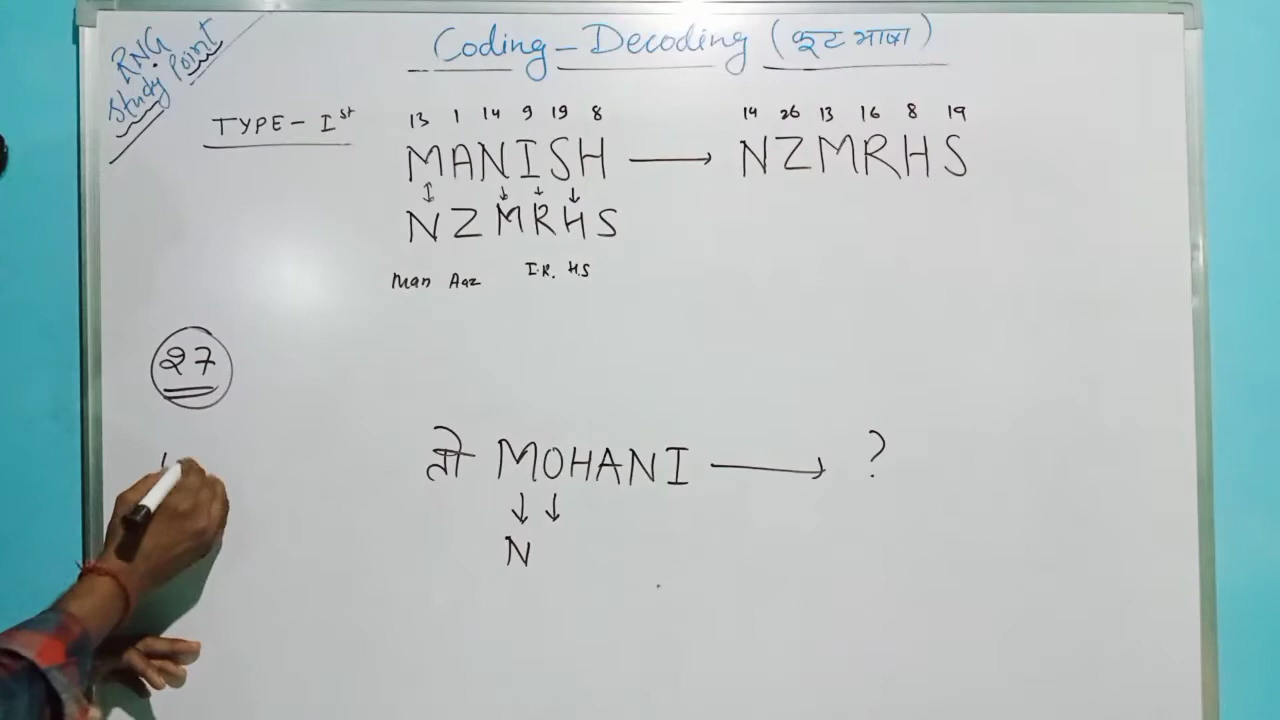 RNG
Study Point
Coding - Decoding (कूट भाषा)
TYPE - I st
13 1 14 9 19 8
MANISH → NZMRHS
14 26 13 16 8 19
NZMRHS
Man Aaz I.R. H.S
27
तो MOHANI → ?
N